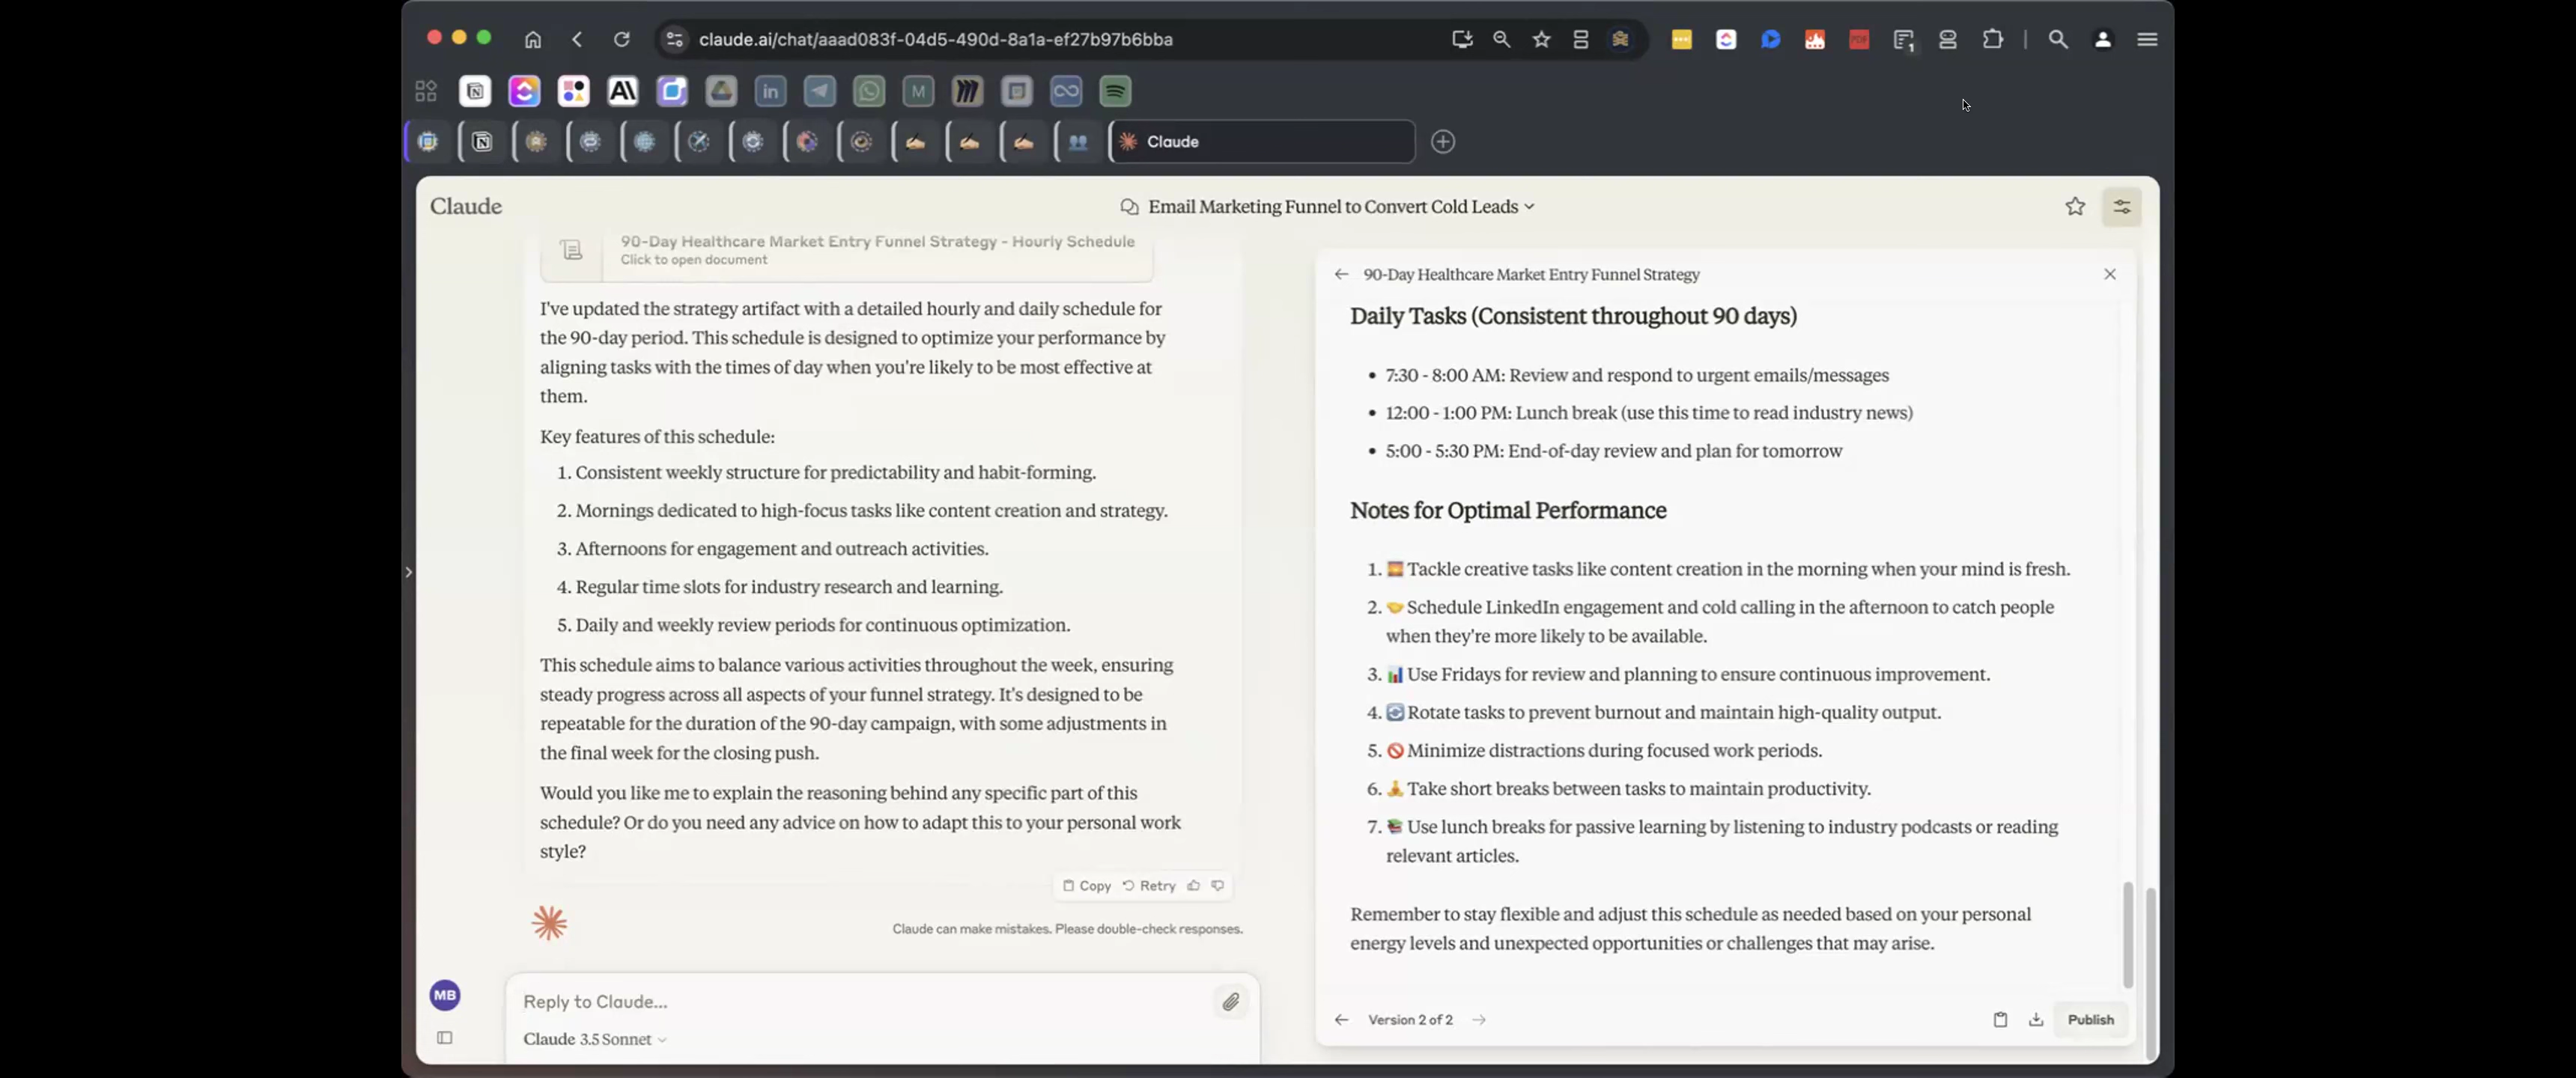 claude.ai/chat/aaad083f-04d5-490d-8a1a-ef27b97b6bba
Claude
Claude
Email Marketing Funnel to Convert Cold Leads
90-Day Healthcare Market Entry Funnel Strategy - Hourly Schedule
Click to open document
I've updated the strategy artifact with a detailed hourly and daily schedule for
the 90-day period. This schedule is designed to optimize your performance by
aligning tasks with the times of day when you're likely to be most effective at
them.
Key features of this schedule:
1. Consistent weekly structure for predictability and habit-forming.
2. Mornings dedicated to high-focus tasks like content creation and strategy.
3. Afternoons for engagement and outreach activities.
4. Regular time slots for industry research and learning.
5. Daily and weekly review periods for continuous optimization.
This schedule aims to balance various activities throughout the week, ensuring
steady progress across all aspects of your funnel strategy. It's designed to be
repeatable for the duration of the 90-day campaign, with some adjustments in
the final week for the closing push.
Would you like me to explain the reasoning behind any specific part of this
schedule? Or do you need any advice on how to adapt this to your personal work
style?
Copy Retry
Claude can make mistakes. Please double-check responses.
MB
Reply to Claude...
Claude 3.5 Sonnet
90-Day Healthcare Market Entry Funnel Strategy
Daily Tasks (Consistent throughout 90 days)
• 7:30 - 8:00 AM: Review and respond to urgent emails/messages
• 12:00 - 1:00 PM: Lunch break (use this time to read industry news)
• 5:00 - 5:30 PM: End-of-day review and plan for tomorrow
Notes for Optimal Performance
1. 🌅 Tackle creative tasks like content creation in the morning when your mind is fresh.
2. 🤝 Schedule LinkedIn engagement and cold calling in the afternoon to catch people
when they're more likely to be available.
3. 📊 Use Fridays for review and planning to ensure continuous improvement.
4. 🔄 Rotate tasks to prevent burnout and maintain high-quality output.
5. 🚫 Minimize distractions during focused work periods.
6. 🧘 Take short breaks between tasks to maintain productivity.
7. 📚 Use lunch breaks for passive learning by listening to industry podcasts or reading
relevant articles.
Remember to stay flexible and adjust this schedule as needed based on your personal
energy levels and unexpected opportunities or challenges that may arise.
Version 2 of 2
Publish